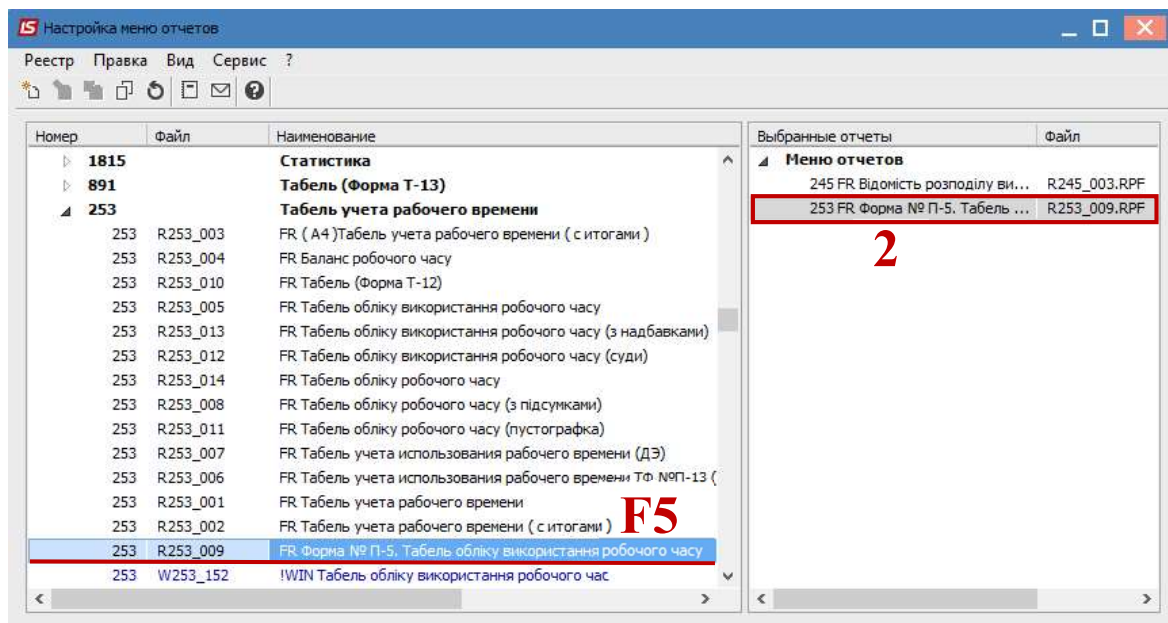 Настройка меню отчетов
Реестр Правка Вид Сервис ?
Номер Файл Наименование
1815 Статистика
891 Табель (Форма Т-13)
253 Табель учета рабочего времени
253 R253_003 FR ( A4 )Табель учета рабочего времени ( с итогами )
253 R253_004 FR Баланс робочого часу
253 R253_010 FR Табель (Форма Т-12)
253 R253_005 FR Табель обліку використання робочого часу
253 R253_013 FR Табель обліку використання робочого часу (з надбавками)
253 R253_012 FR Табель обліку використання робочого часу (суди)
253 R253_014 FR Табель обліку робочого часу
253 R253_008 FR Табель обліку робочого часу (з підсумками)
253 R253_011 FR Табель обліку робочого часу (пустографка)
253 R253_007 FR Табель учета использования рабочего времени (ДЭ)
253 R253_006 FR Табель учета использования рабочего времени ТФ №П-13 (
253 R253_001 FR Табель учета рабочего времени
253 R253_002 FR Табель учета рабочего времени ( с итогами )
F5
253 R253_009 FR Форма № П-5. Табель обліку використання робочого часу
253 W253_152 !WIN Табель обліку використання робочого час
Выбранные отчеты Файл
Меню отчетов
245 FR Відомість розподілу ви... R245_003.RPF
253 FR Форма № П-5. Табель ... R253_009.RPF
2